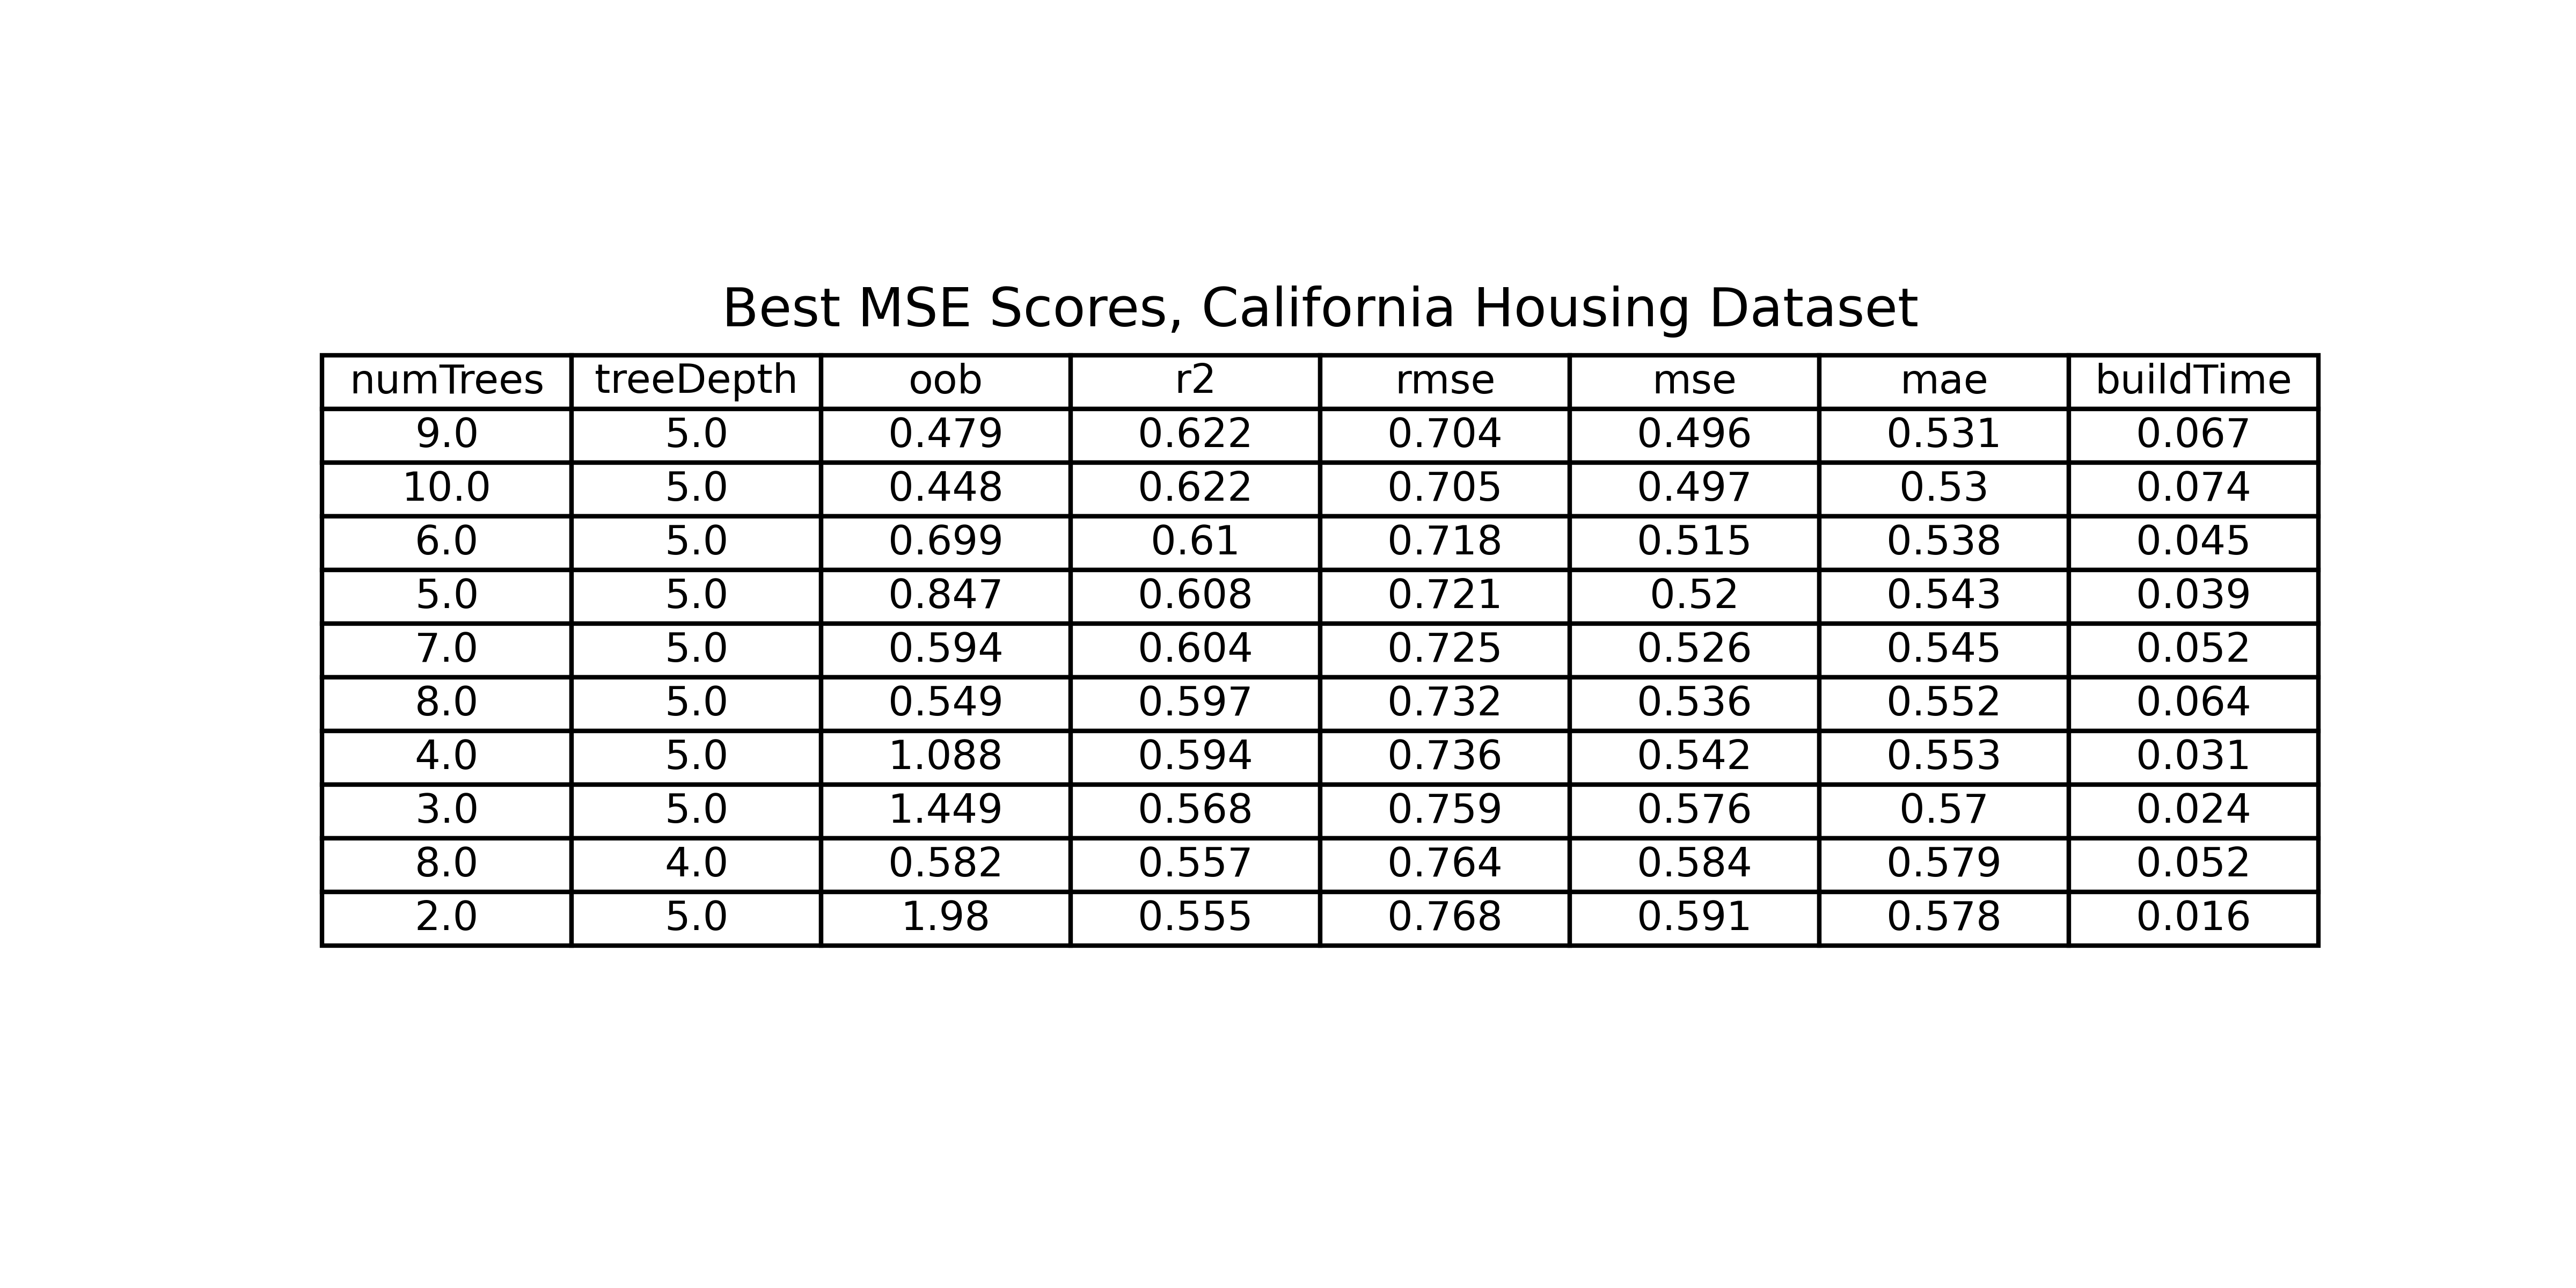 Best MSE Scores, California Housing Dataset
numTrees treeDepth oob r2 rmse mse mae buildTime
9.0 5.0 0.479 0.622 0.704 0.496 0.531 0.067
10.0 5.0 0.448 0.622 0.705 0.497 0.53 0.074
6.0 5.0 0.699 0.61 0.718 0.515 0.538 0.045
5.0 5.0 0.847 0.608 0.721 0.52 0.543 0.039
7.0 5.0 0.594 0.604 0.725 0.526 0.545 0.052
8.0 5.0 0.549 0.597 0.732 0.536 0.552 0.064
4.0 5.0 1.088 0.594 0.736 0.542 0.553 0.031
3.0 5.0 1.449 0.568 0.759 0.576 0.57 0.024
8.0 4.0 0.582 0.557 0.764 0.584 0.579 0.052
2.0 5.0 1.98 0.555 0.768 0.591 0.578 0.016